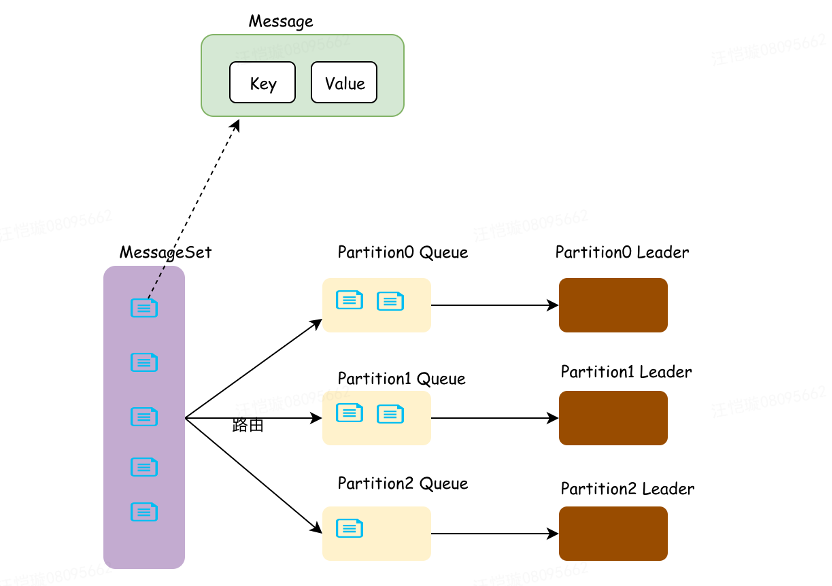 Message
Key
Value
MessageSet
Partition0 Queue
Partition0 Leader
Partition1 Queue
Partition1 Leader
路由
Partition2 Queue
Partition2 Leader